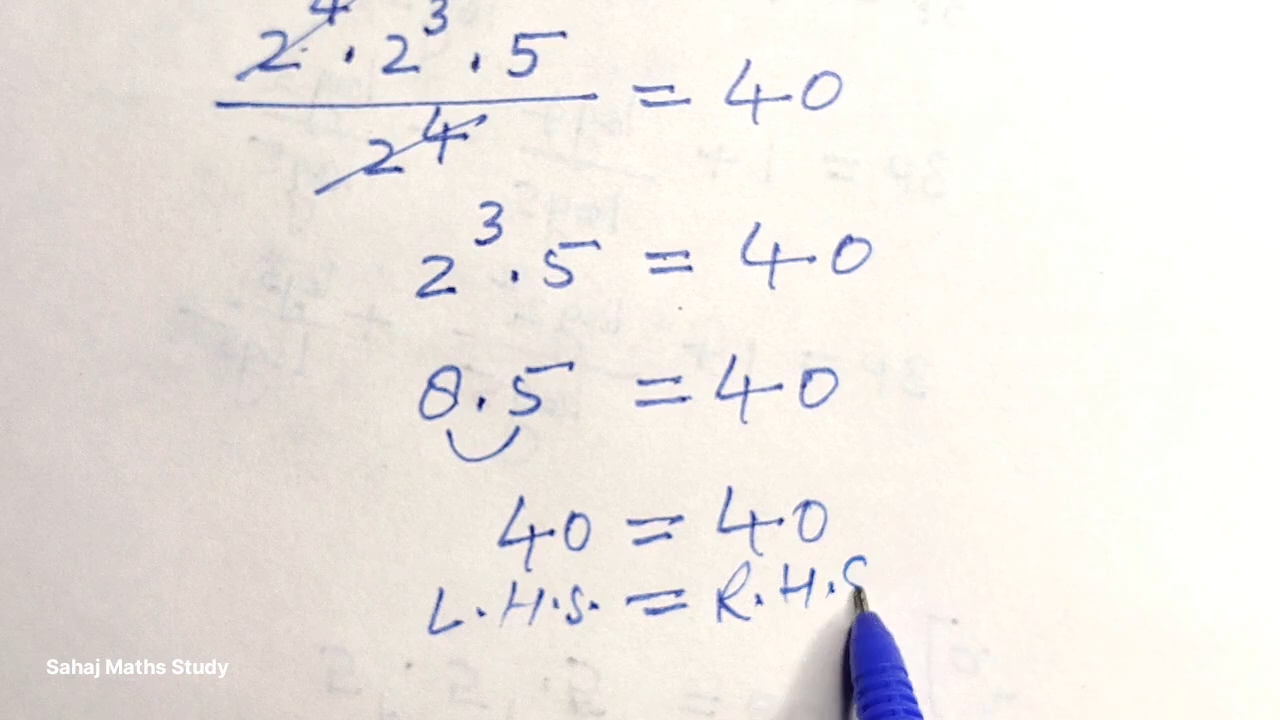 2⁴ · 2³ · 5 / 2⁴ = 40
2³ · 5 = 40
8 · 5 = 40
40 = 40
L.H.S. = R.H.S
Sahaj Maths Study